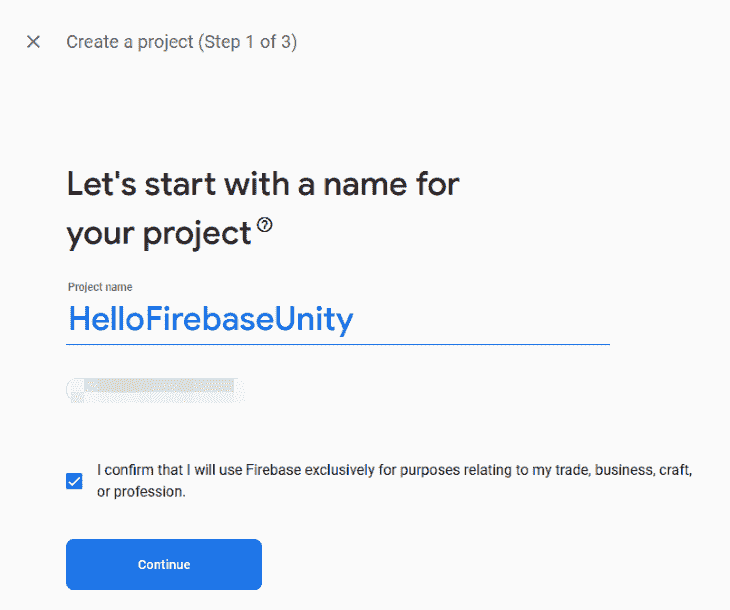 Create a project (Step 1 of 3)
Let's start with a name for
your project
Project name
HelloFirebaseUnity
I confirm that I will use Firebase exclusively for purposes relating to my trade, business, craft,
or profession.
Continue